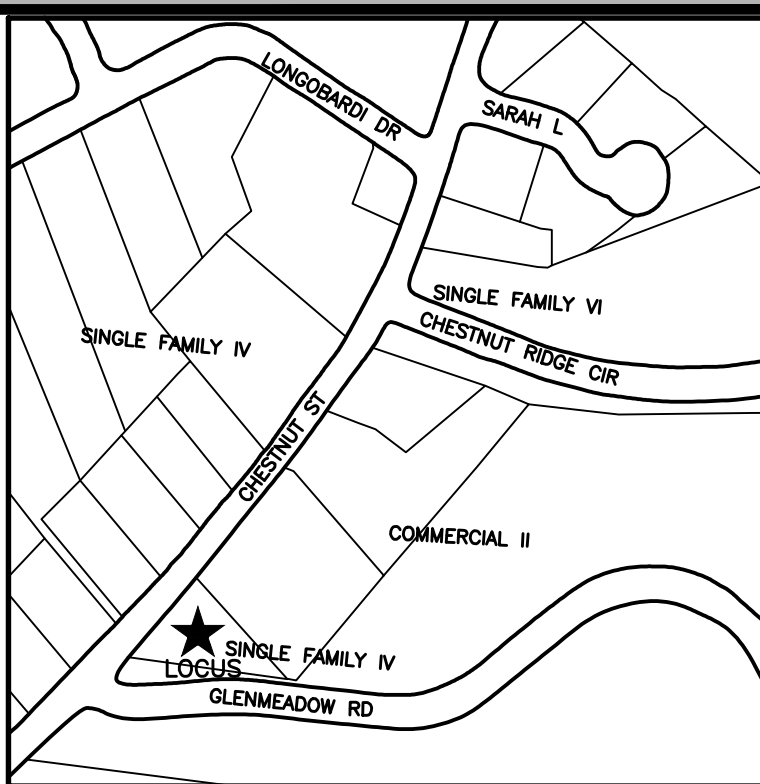 LONGOBARDI DR
SARAH L
SINGLE FAMILY VI
CHESTNUT RIDGE CIR
SINGLE FAMILY IV
CHESTNUT ST
COMMERCIAL II
SINGLE FAMILY IV
LOCUS
GLENMEADOW RD